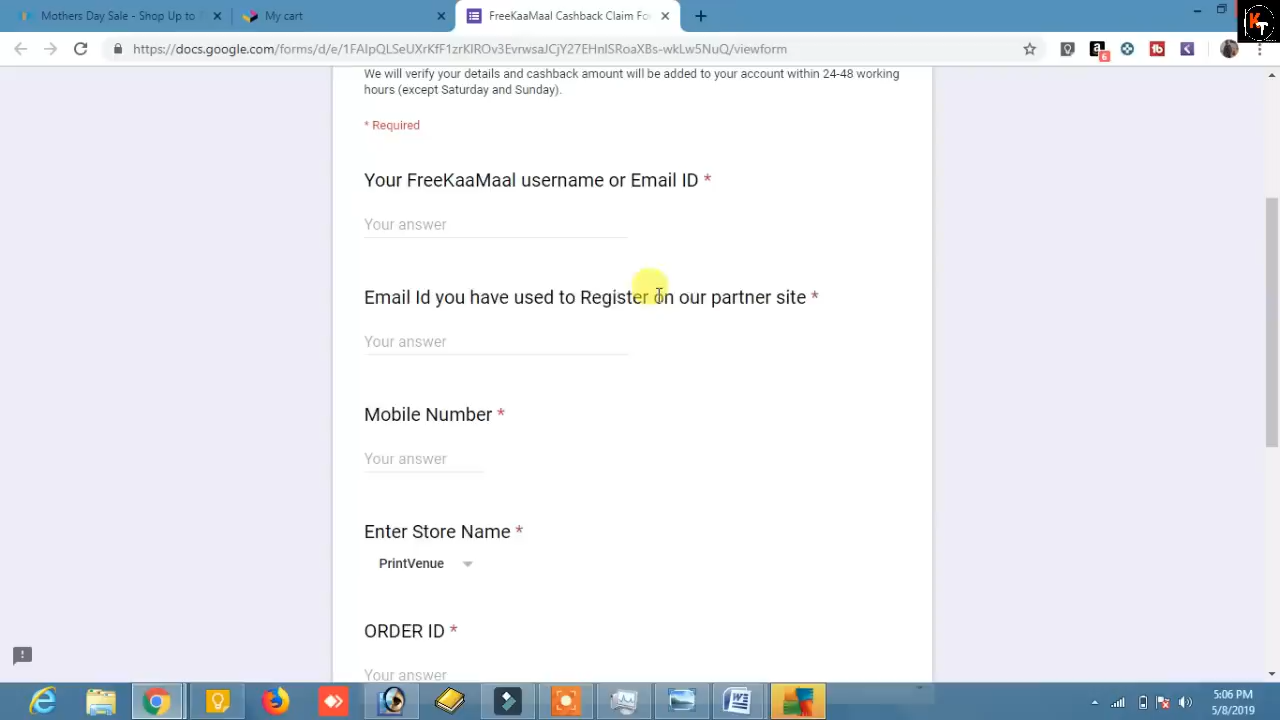 Mothers Day Sale - Shop Up to
My cart
FreeKaaMaal Cashback Claim Fo
https://docs.google.com/forms/d/e/1FAIpQLSeUXrKfF1zrKlROv3EvrwsaJCjY27EHnlSRoaXBs-wkLw5NuQ/viewform
KT
6
We will verify your details and cashback amount will be added to your account within 24-48 working
hours (except Saturday and Sunday).
* Required
Your FreeKaaMaal username or Email ID *
Your answer
Email Id you have used to Register on our partner site *
Your answer
Mobile Number *
Your answer
Enter Store Name *
PrintVenue
ORDER ID *
Your answer
5:06 PM
5/8/2019